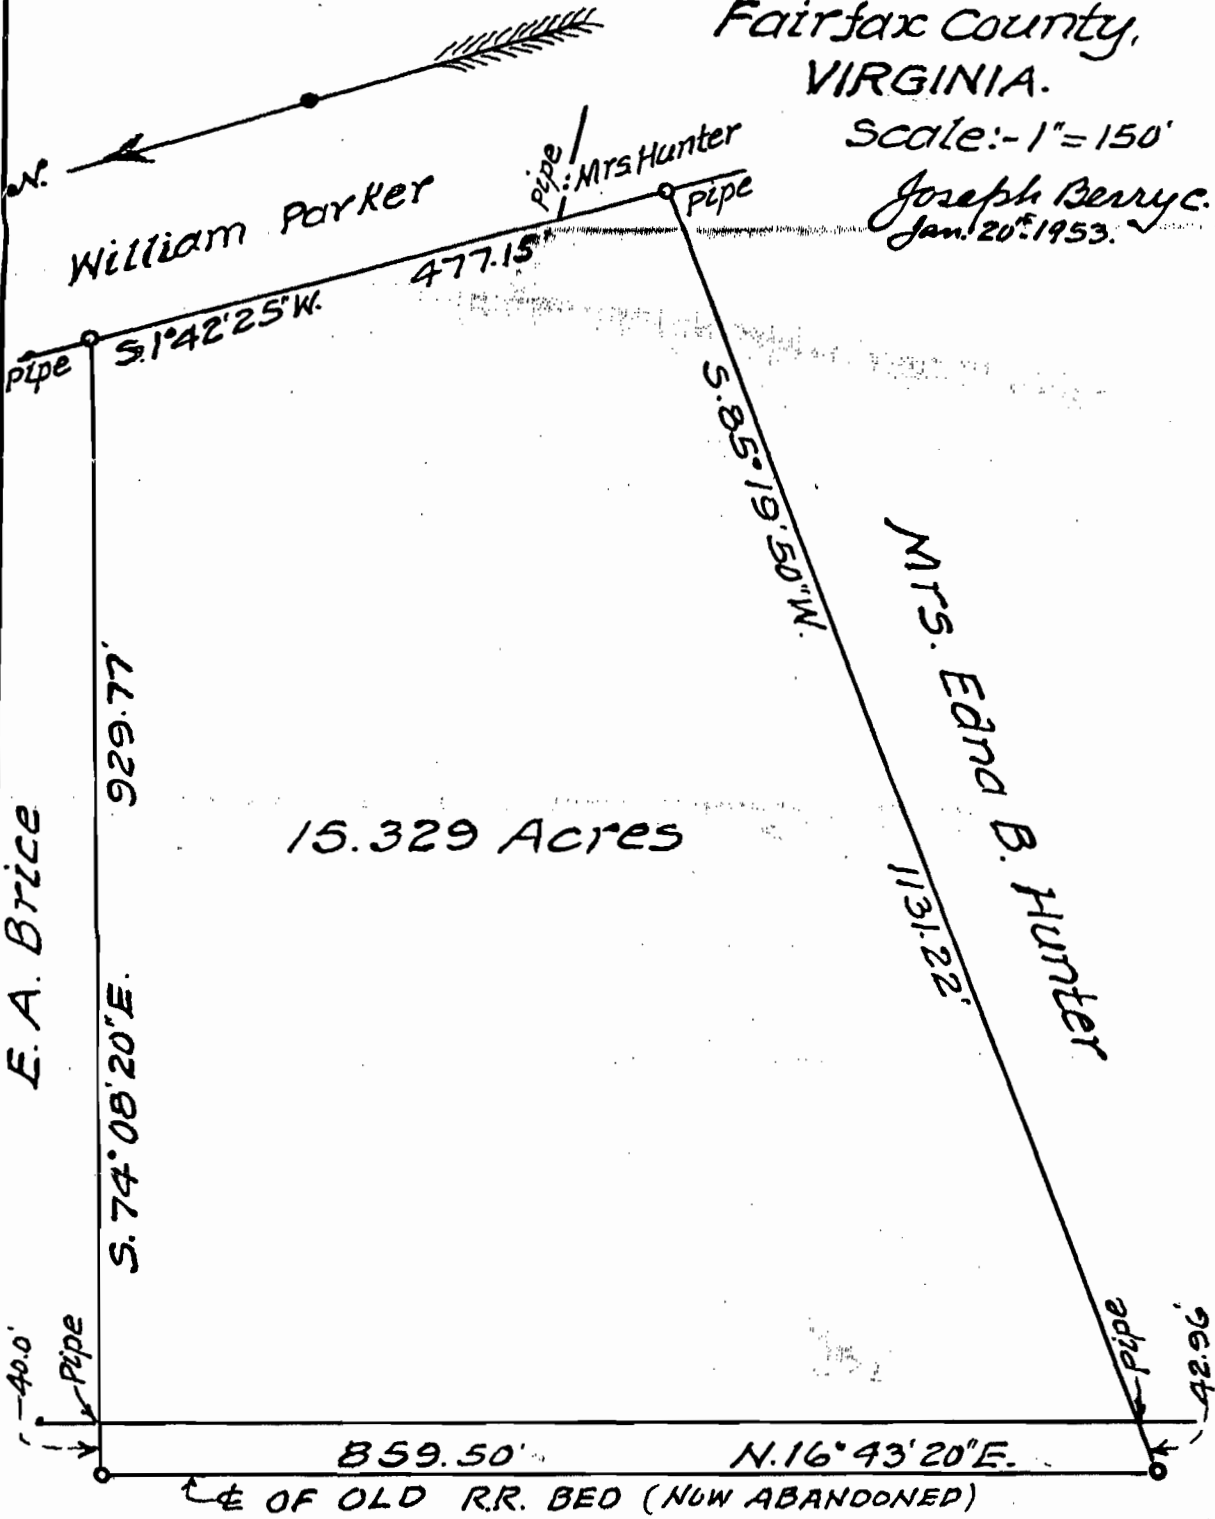 Fairfax County,
VIRGINIA.
Scale:- 1"= 150'
Joseph Berry C.
Jan. 20th 1953.
N.
William Parker
Pipe
Mrs. Hunter
Pipe
477.15'
S.1°42'25"W.
Pipe
S.85°19'50"W.
Mrs. Edna B. Hunter
929.77'
15.329 Acres
1131.22'
E. A. Brice
S.74°08'20"E.
40.0'
Pipe
Pipe
42.96'
859.50' N.16°43'20"E.
℄ OF OLD R.R. BED (NOW ABANDONED)